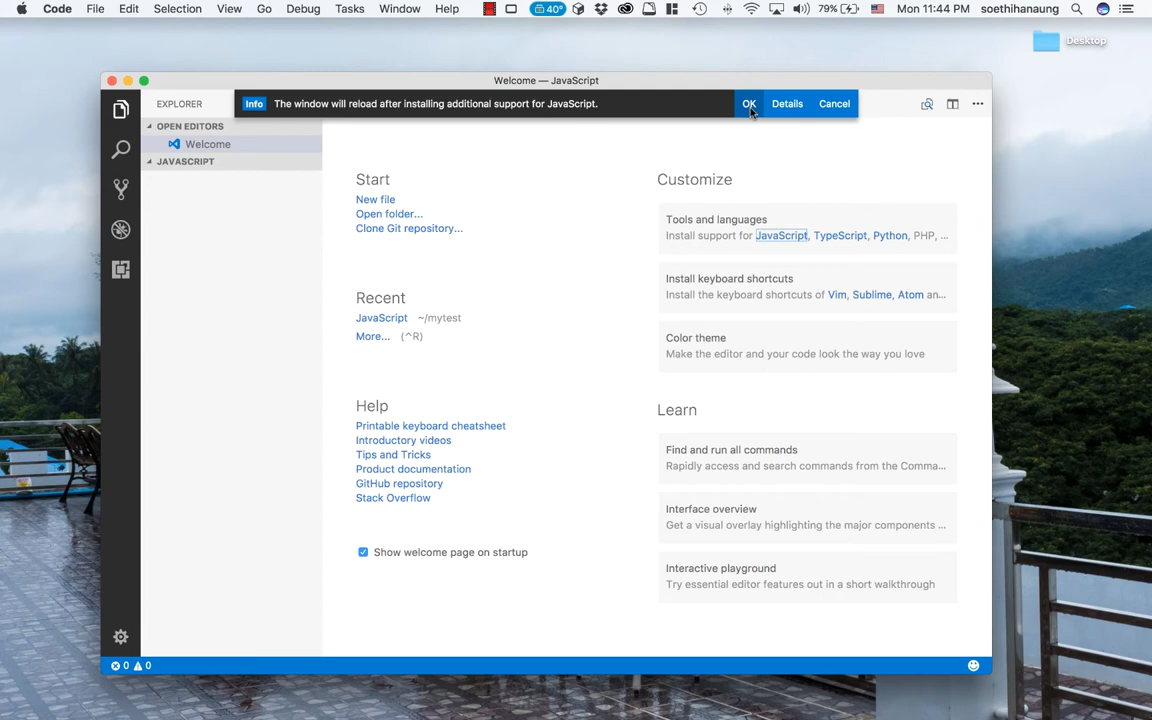 Code File Edit Selection View Go Debug Tasks Window Help 40° 79% Mon 11:44 PM soethihanaung
Desktop
Welcome — JavaScript
EXPLORER
Info The window will reload after installing additional support for JavaScript. OK Details Cancel
OPEN EDITORS
Welcome
JAVASCRIPT
Start
New file
Open folder...
Clone Git repository...
Recent
JavaScript ~/mytest
More... (^R)
Help
Printable keyboard cheatsheet
Introductory videos
Tips and Tricks
Product documentation
GitHub repository
Stack Overflow
Show welcome page on startup
Customize
Tools and languages
Install support for JavaScript, TypeScript, Python, PHP, ...
Install keyboard shortcuts
Install the keyboard shortcuts of Vim, Sublime, Atom an...
Color theme
Make the editor and your code look the way you love
Learn
Find and run all commands
Rapidly access and search commands from the Comma...
Interface overview
Get a visual overlay highlighting the major components ...
Interactive playground
Try essential editor features out in a short walkthrough
0 0